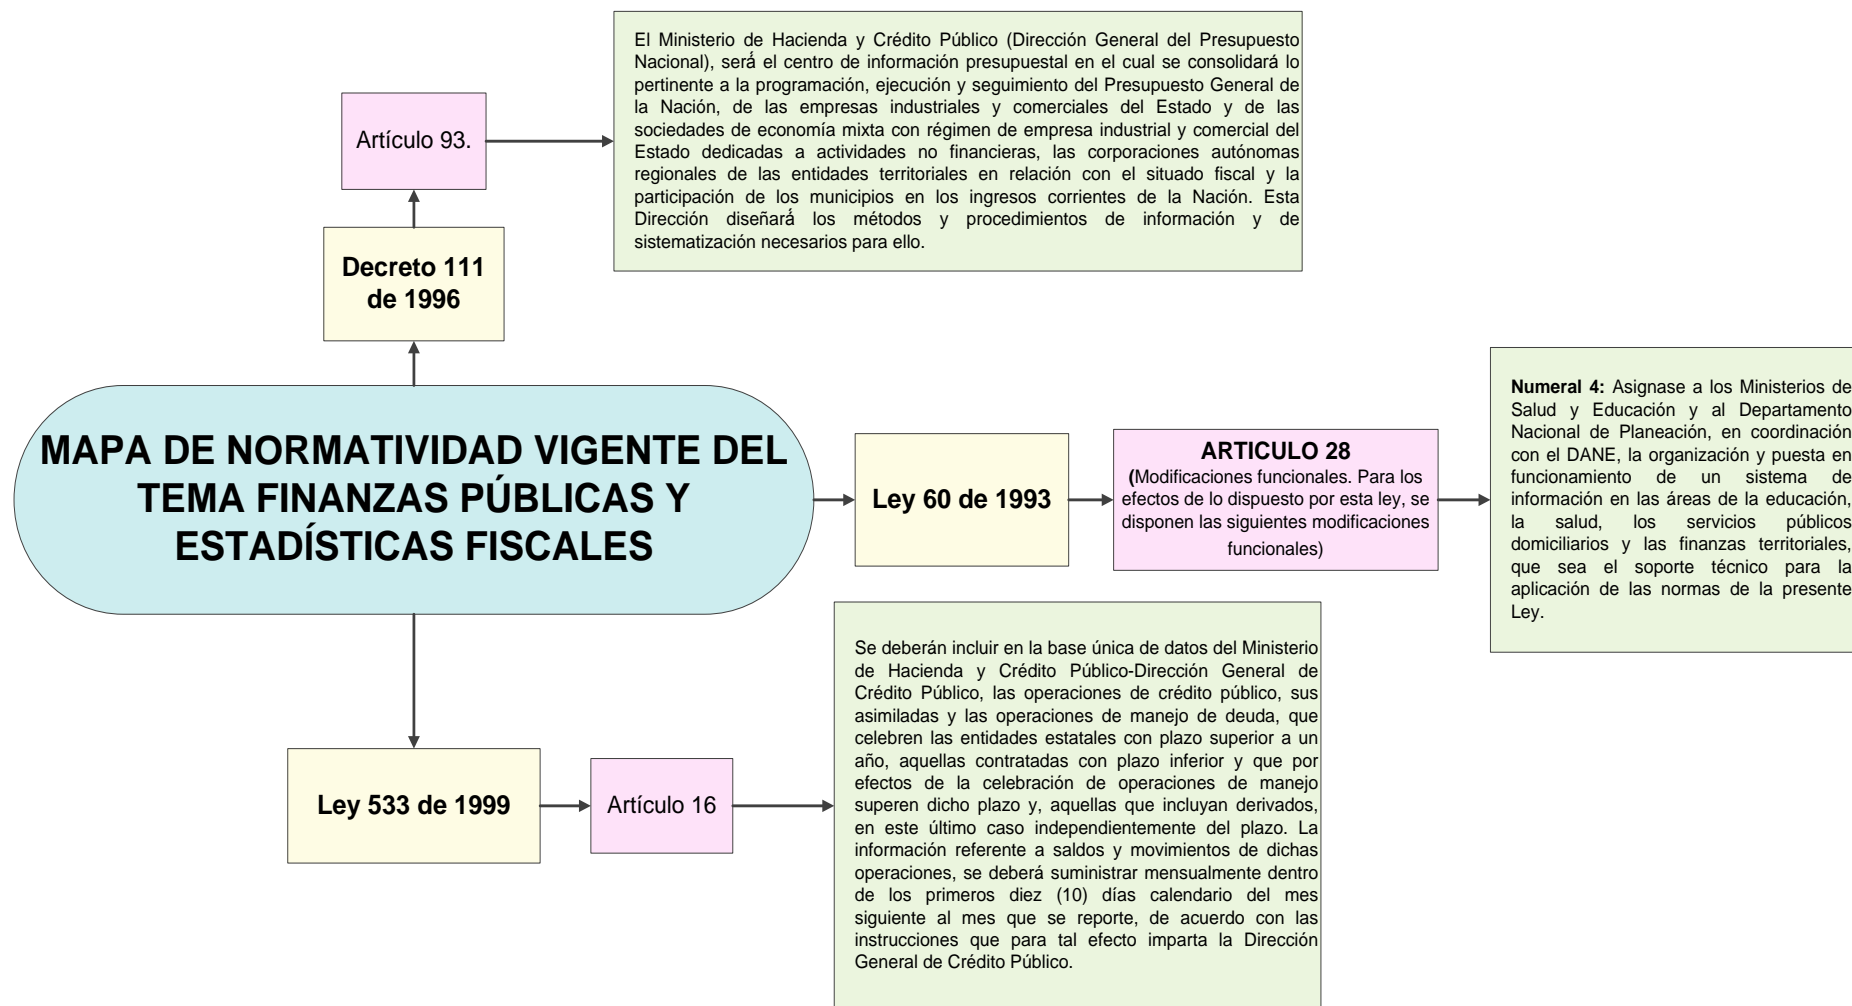 El Ministerio de Hacienda y Crédito Público (Dirección General del Presupuesto
Nacional), será el centro de información presupuestal en el cual se consolidará lo
pertinente a la programación, ejecución y seguimiento del Presupuesto General de
la Nación, de las empresas industriales y comerciales del Estado y de las
sociedades de economía mixta con régimen de empresa industrial y comercial del
Estado dedicadas a actividades no financieras, las corporaciones autónomas
regionales de las entidades territoriales en relación con el situado fiscal y la
participación de los municipios en los ingresos corrientes de la Nación. Esta
Dirección diseñará los métodos y procedimientos de información y de
sistematización necesarios para ello.
Artículo 93.
Decreto 111
de 1996
MAPA DE NORMATIVIDAD VIGENTE DEL
TEMA FINANZAS PÚBLICAS Y
ESTADÍSTICAS FISCALES
Ley 60 de 1993
ARTICULO 28
(Modificaciones funcionales. Para los
efectos de lo dispuesto por esta ley, se
disponen las siguientes modificaciones
funcionales)
Numeral 4: Asignase a los Ministerios de
Salud y Educación y al Departamento
Nacional de Planeación, en coordinación
con el DANE, la organización y puesta en
funcionamiento de un sistema de
información en las áreas de la educación,
la salud, los servicios públicos
domiciliarios y las finanzas territoriales,
que sea el soporte técnico para la
aplicación de las normas de la presente
Ley.
Ley 533 de 1999
Artículo 16
Se deberán incluir en la base única de datos del Ministerio
de Hacienda y Crédito Público-Dirección General de
Crédito Público, las operaciones de crédito público, sus
asimiladas y las operaciones de manejo de deuda, que
celebren las entidades estatales con plazo superior a un
año, aquellas contratadas con plazo inferior y que por
efectos de la celebración de operaciones de manejo
superen dicho plazo y, aquellas que incluyan derivados,
en este último caso independientemente del plazo. La
información referente a saldos y movimientos de dichas
operaciones, se deberá suministrar mensualmente dentro
de los primeros diez (10) días calendario del mes
siguiente al mes que se reporte, de acuerdo con las
instrucciones que para tal efecto imparta la Dirección
General de Crédito Público.